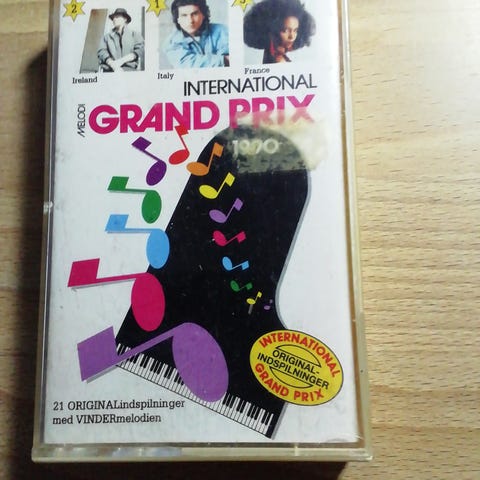 2
1
3
Ireland
Italy
France
INTERNATIONAL
MELODI
GRAND PRIX
1990
INTERNATIONAL
ORIGINAL-
INDSPILNINGER
GRAND PRIX
21 ORIGINALindspilninger
med VINDERmelodien